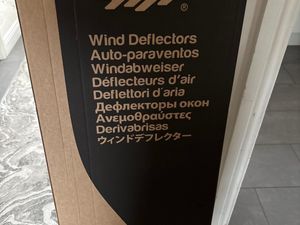 ®
Wind Deflectors
Auto-paraventos
Windabweiser
Déflecteurs d'air
Deflettori d'aria
Дефлекторы окон
Ανεμοθραύστες
Derivabrisas
ウィンドデフレクター